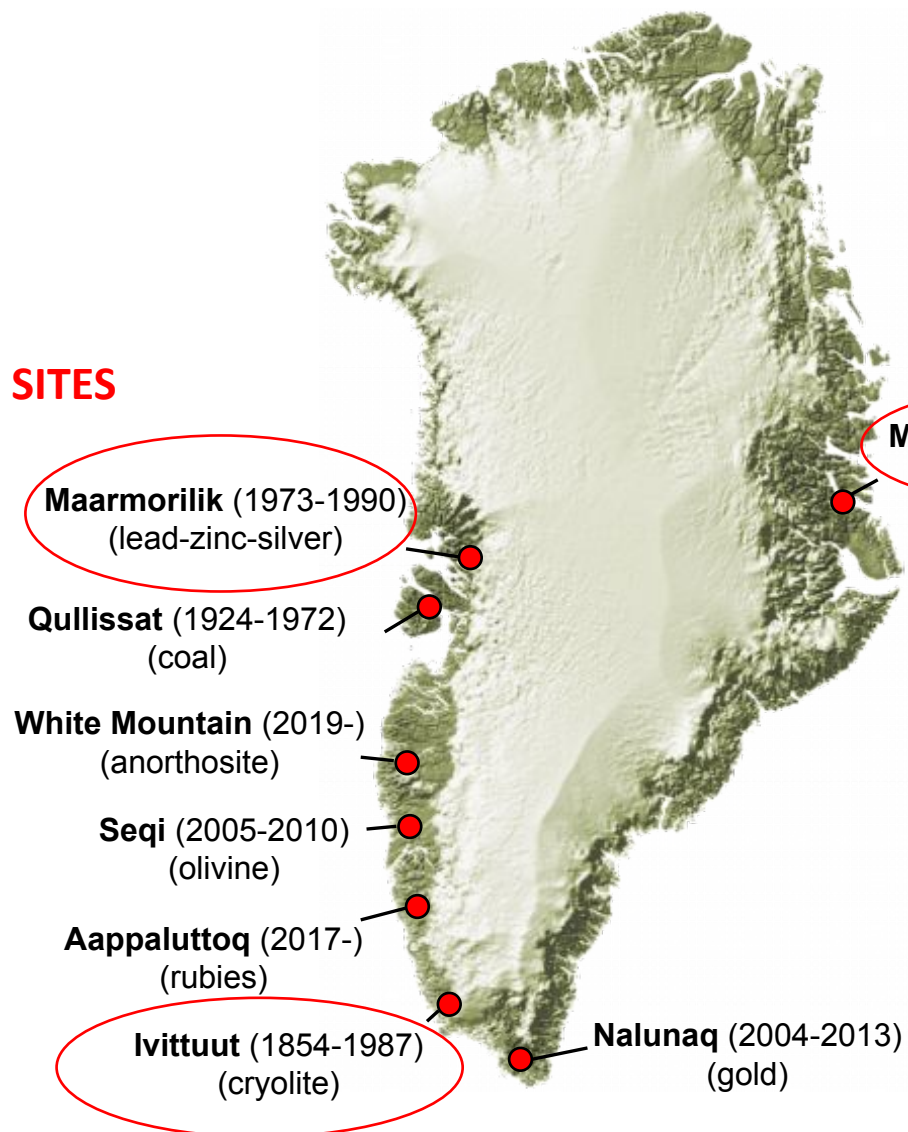 SITES
M
Maarmorilik (1973-1990)
(lead-zinc-silver)
Qullissat (1924-1972)
(coal)
White Mountain (2019-)
(anorthosite)
Seqi (2005-2010)
(olivine)
Aappaluttoq (2017-)
(rubies)
Ivittuut (1854-1987)
(cryolite)
Nalunaq (2004-2013)
(gold)